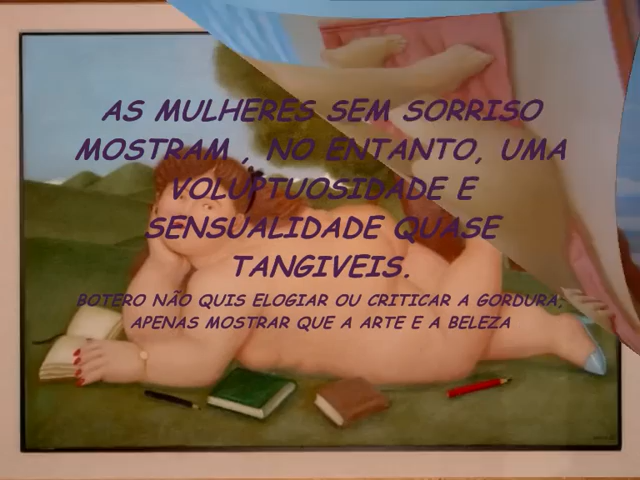 AS MULHERES SEM SORRISO
MOSTRAM , NO ENTANTO, UMA
VOLUPTUOSIDADE E
SENSUALIDADE QUASE
TANGIVEIS.
BOTERO NÃO QUIS ELOGIAR OU CRITICAR A GORDURA,
APENAS MOSTRAR QUE A ARTE E A BELEZA